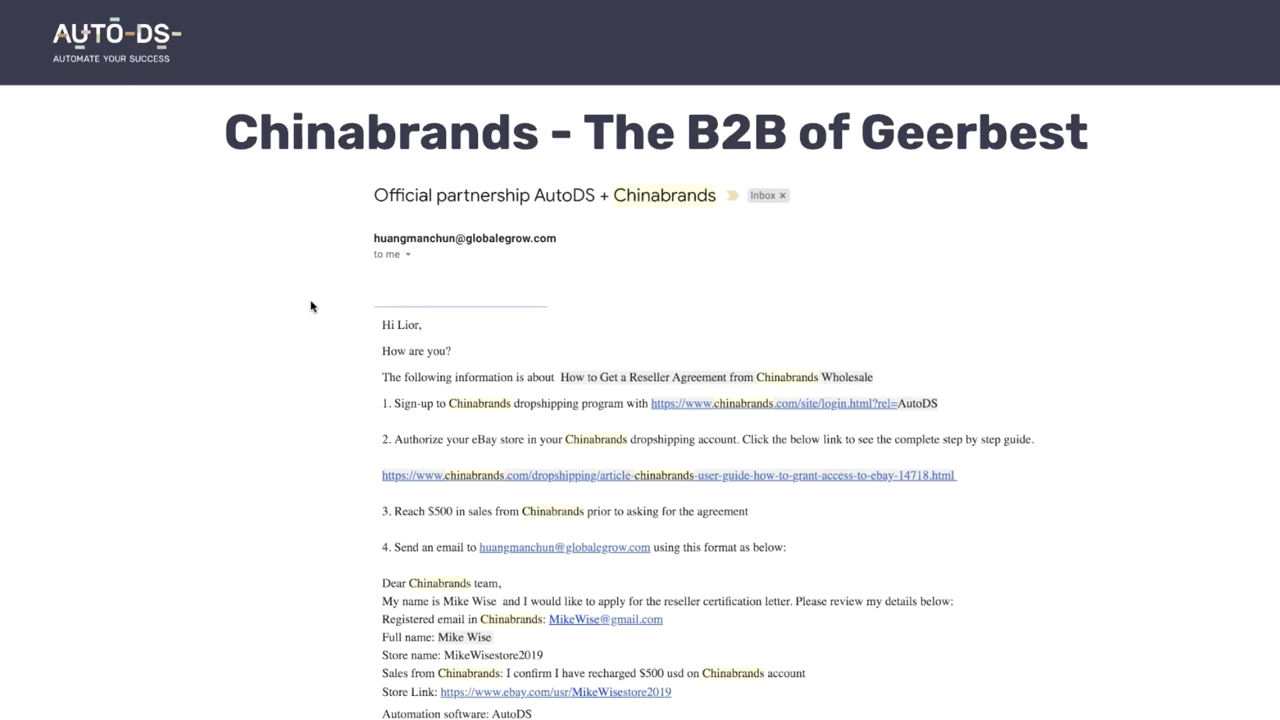 AUTO-DS-
AUTOMATE YOUR SUCCESS
Chinabrands - The B2B of Geerbest
Official partnership AutoDS + Chinabrands Inbox ×
huangmanchun@globalegrow.com
to me
Hi Lior,
How are you?
The following information is about How to Get a Reseller Agreement from Chinabrands Wholesale
1. Sign-up to Chinabrands dropshipping program with https://www.chinabrands.com/site/login.html?rel=AutoDS
2. Authorize your eBay store in your Chinabrands dropshipping account. Click the below link to see the complete step by step guide.
https://www.chinabrands.com/dropshipping/article-chinabrands-user-guide-how-to-grant-access-to-ebay-14718.html
3. Reach $500 in sales from Chinabrands prior to asking for the agreement
4. Send an email to huangmanchun@globalegrow.com using this format as below:
Dear Chinabrands team,
My name is Mike Wise and I would like to apply for the reseller certification letter. Please review my details below:
Registered email in Chinabrands: MikeWise@gmail.com
Full name: Mike Wise
Store name: MikeWisestore2019
Sales from Chinabrands: I confirm I have recharged $500 usd on Chinabrands account
Store Link: https://www.ebay.com/usr/MikeWisestore2019
Automation software: AutoDS